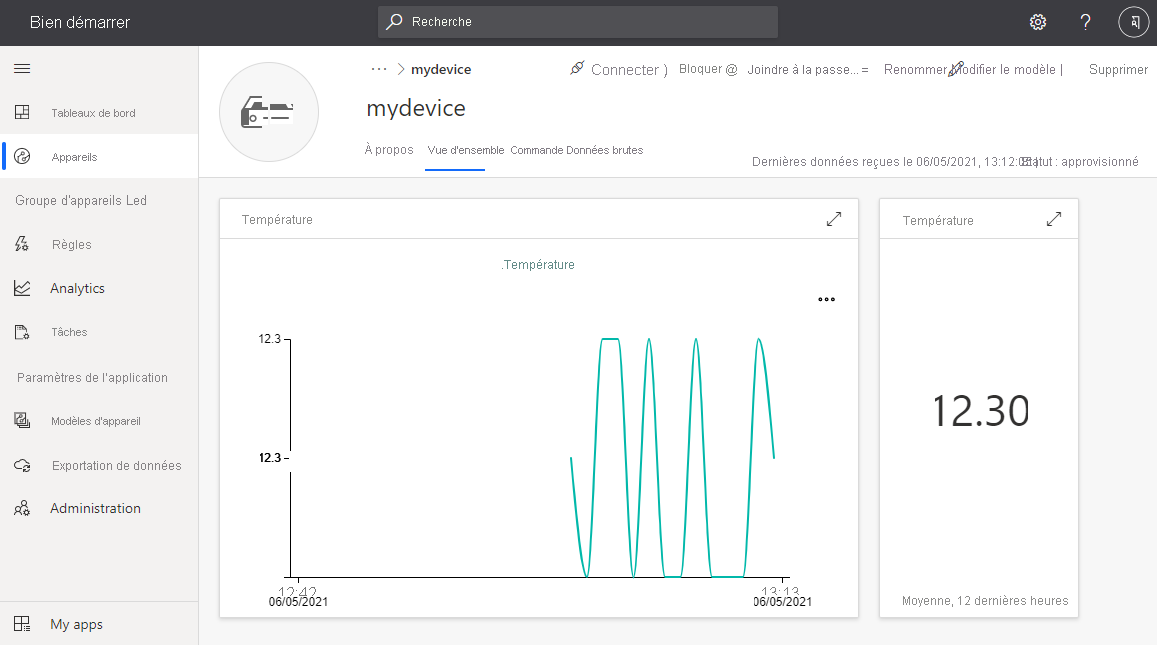 Bien démarrer
Recherche
?
... > mydevice
Connecter )
Bloquer @
Joindre à la passe... =
Renommer
Modifier le modèle |
Supprimer
mydevice
À propos
Vue d'ensemble
Commande
Données brutes
Dernières données reçues le 06/05/2021, 13:12:05 |
Statut : approvisionné
Tableaux de bord
Appareils
Groupe d'appareils Led
Règles
Analytics
Tâches
Paramètres de l'application
Modèles d'appareil
Exportation de données
Administration
My apps
Température
.Température
12.3
12.3
12:42
06/05/2021
13:13
06/05/2021
Température
12.30
Moyenne, 12 dernières heures